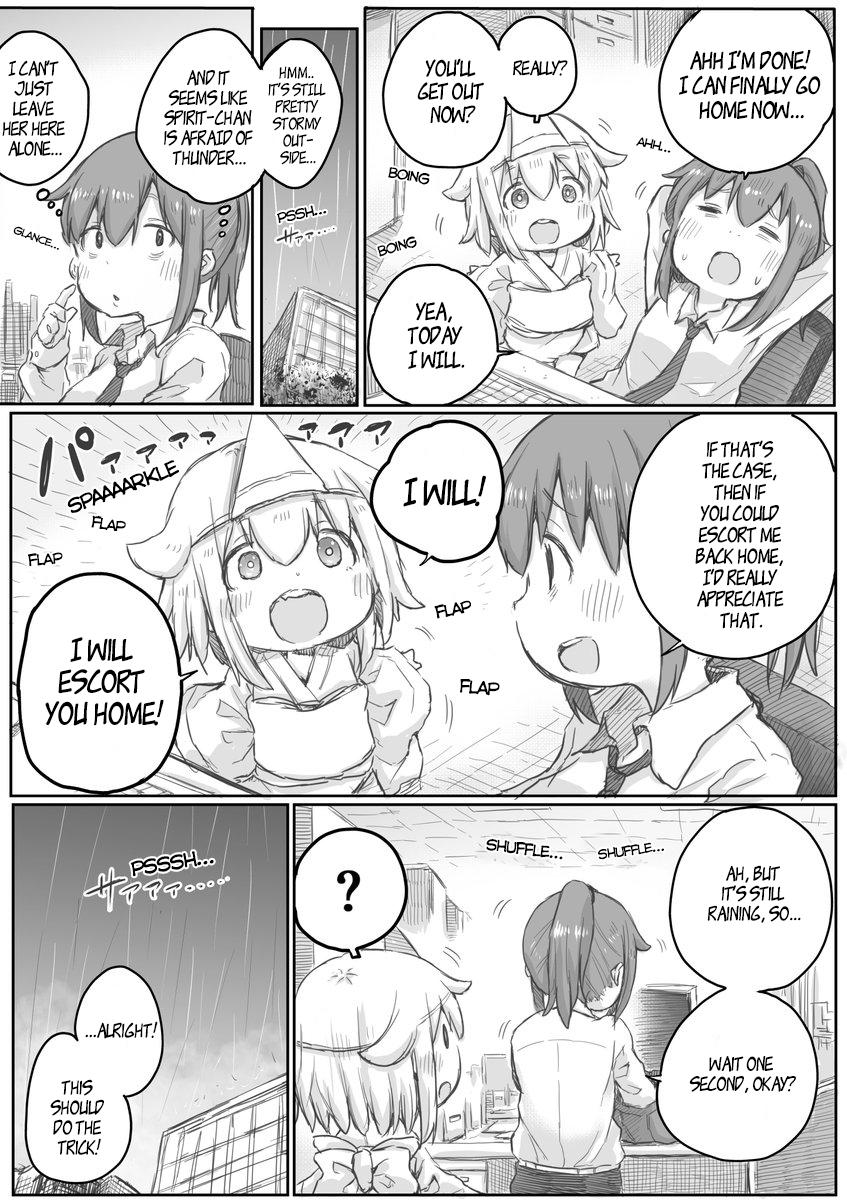 AHH I'M DONE!
I CAN FINALLY GO
HOME NOW...
AHH...
REALLY?
YOU'LL
GET OUT
NOW?
BOING
BOING
YEA,
TODAY
I WILL.
HMM..
IT'S STILL
PRETTY
STORMY
OUT-
SIDE...
PSSH...
サァァ・・・
AND IT
SEEMS LIKE
SPIRIT-CHAN
IS AFRAID OF
THUNDER...
I CAN'T
JUST
LEAVE
HER HERE
ALONE...
GLANCE...
IF THAT'S
THE CASE,
THEN IF
YOU COULD
ESCORT ME
BACK HOME,
I'D REALLY
APPRECIATE
THAT.
I WILL!
パァァァァァァァ
SPAAAARKLE
FLAP
FLAP
FLAP
FLAP
I WILL
ESCORT
YOU HOME!
AH, BUT
IT'S STILL
RAINING, SO...
SHUFFLE...
SHUFFLE...
WAIT ONE
SECOND, OKAY?
?
PSSSH...
サァァァ・・・・・
...ALRIGHT!
THIS
SHOULD
DO THE
TRICK!